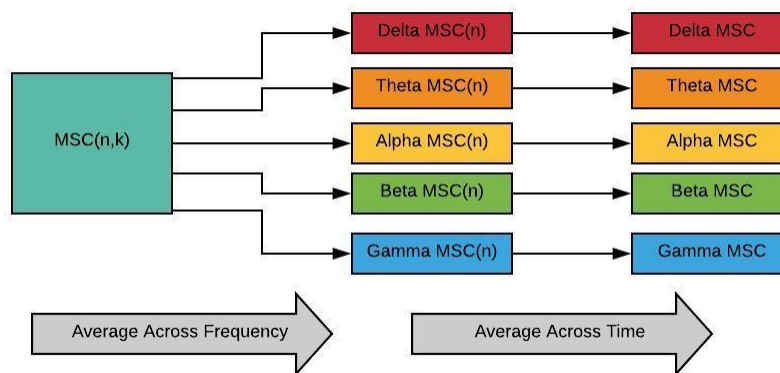 Delta MSC(n)
Delta MSC
Theta MSC(n)
Theta MSC
MSC(n,k)
Alpha MSC(n)
Alpha MSC
Beta MSC(n)
Beta MSC
Gamma MSC(n)
Gamma MSC
Average Across Frequency
Average Across Time